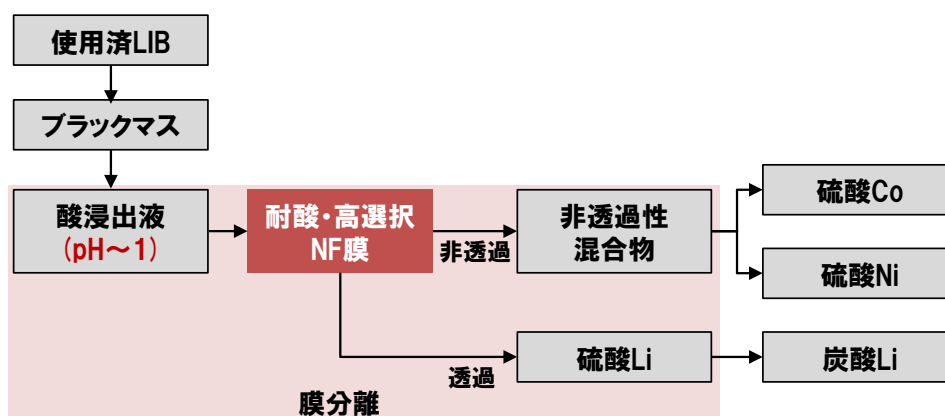 使用済LIB
ブラックマス
酸浸出液
(pH~1)
耐酸・高選択
NF膜
非透過
非透過性
混合物
硫酸Co
硫酸Ni
透過
硫酸Li
炭酸Li
膜分離